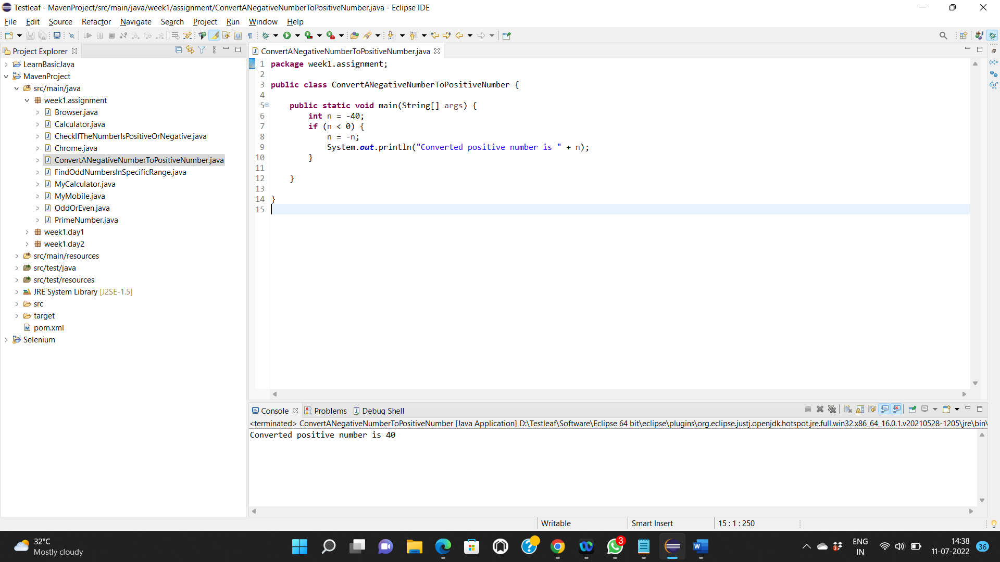 Testleaf - MavenProject/src/main/java/week1/assignment/ConvertANegativeNumberToPositiveNumber.java - Eclipse IDE
File Edit Source Refactor Navigate Search Project Run Window Help
Project Explorer
LearnBasicJava
MavenProject
src/main/java
week1.assignment
Browser.java
Calculator.java
CheckIfTheNumberIsPositiveOrNegative.java
Chrome.java
ConvertANegativeNumberToPositiveNumber.java
FindOddNumbersInSpecificRange.java
MyCalculator.java
MyMobile.java
OddOrEven.java
PrimeNumber.java
week1.day1
week1.day2
src/main/resources
src/test/java
src/test/resources
JRE System Library [J2SE-1.5]
src
target
pom.xml
Selenium
ConvertANegativeNumberToPositiveNumber.java
1 package week1.assignment;
2
3 public class ConvertANegativeNumberToPositiveNumber {
4
5 public static void main(String[] args) {
6 int n = -40;
7 if (n < 0) {
8 n = -n;
9 System.out.println("Converted positive number is " + n);
10 }
11
12 }
13
14 }
15
Console Problems Debug Shell
<terminated> ConvertANegativeNumberToPositiveNumber [Java Application] D:\Testleaf\Software\Eclipse 64 bit\eclipse\plugins\org.eclipse.justj.openjdk.hotspot.jre.full.win32.x86_64_16.0.1.v20210528-1205\jre\bin\
Converted positive number is 40
Writable Smart Insert 15 : 1 : 250
32°C
Mostly cloudy
3
3
ENG
IN
14:38
11-07-2022
36